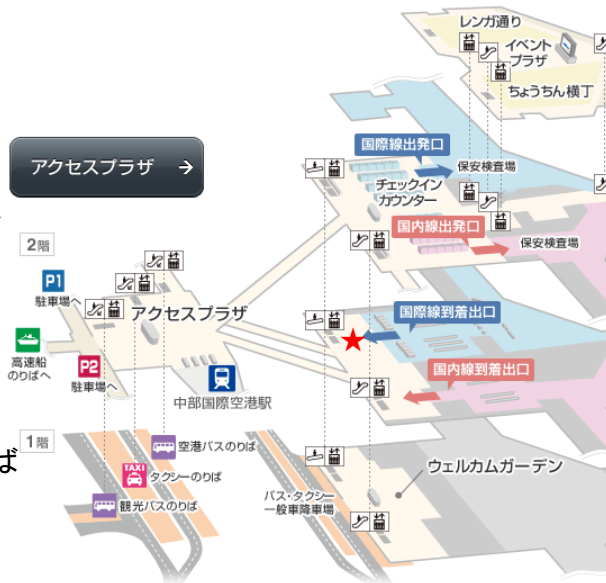 レンガ通り
イベント
プラザ
ちょうちん横丁
国際線出発口
保安検査場
アクセスプラザ →
チェックイン
カウンター
国内線出発口
保安検査場
2階
P1
駐車場へ
アクセスプラザ
国際線到着出口
高速船
のりばへ
P2
駐車場へ
中部国際空港駅
国内線到着出口
1階
空港バスのりば
ば
TAXI
タクシーのりば
ウェルカムガーデン
観光バスのりば
バス・タクシー
一般車降車場